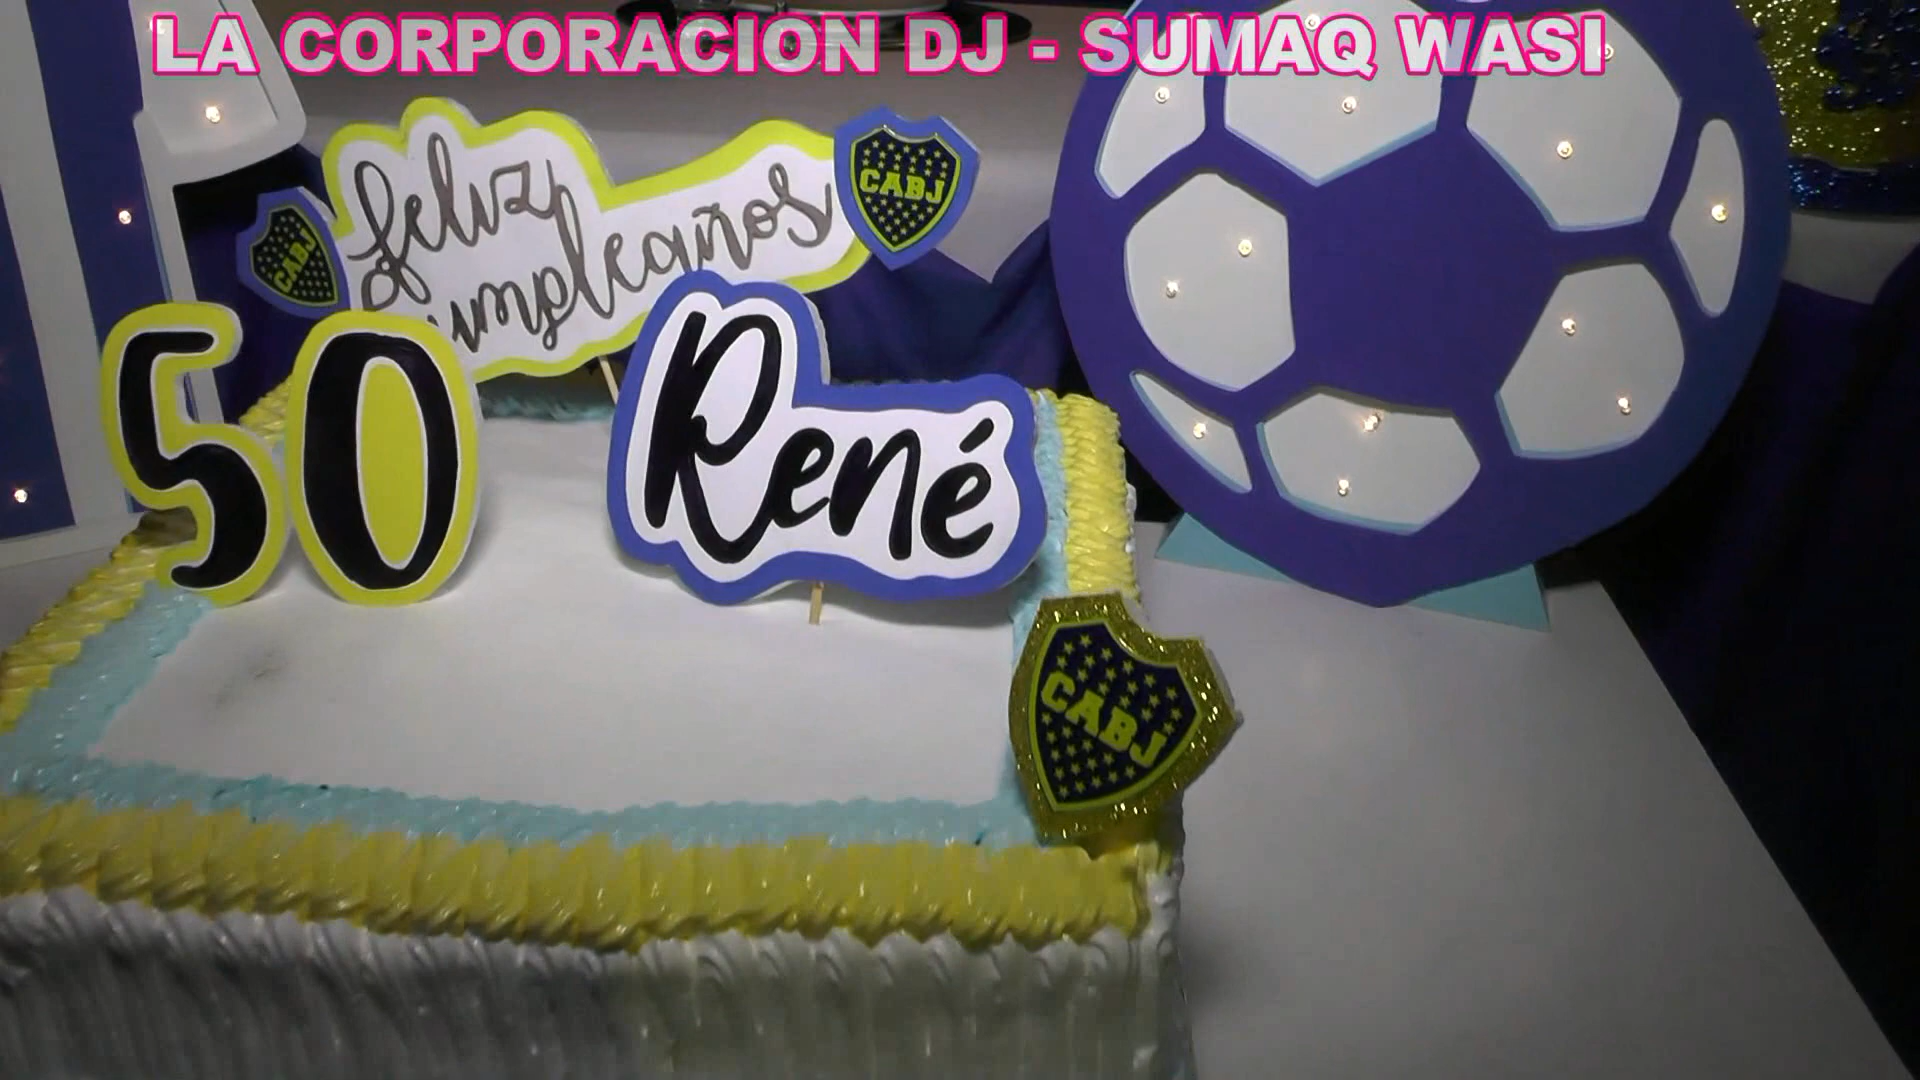 LA CORPORACION DJ - SUMAQ WASI
feliz
cumpleaños
CABJ
CABJ
50
René
CABJ